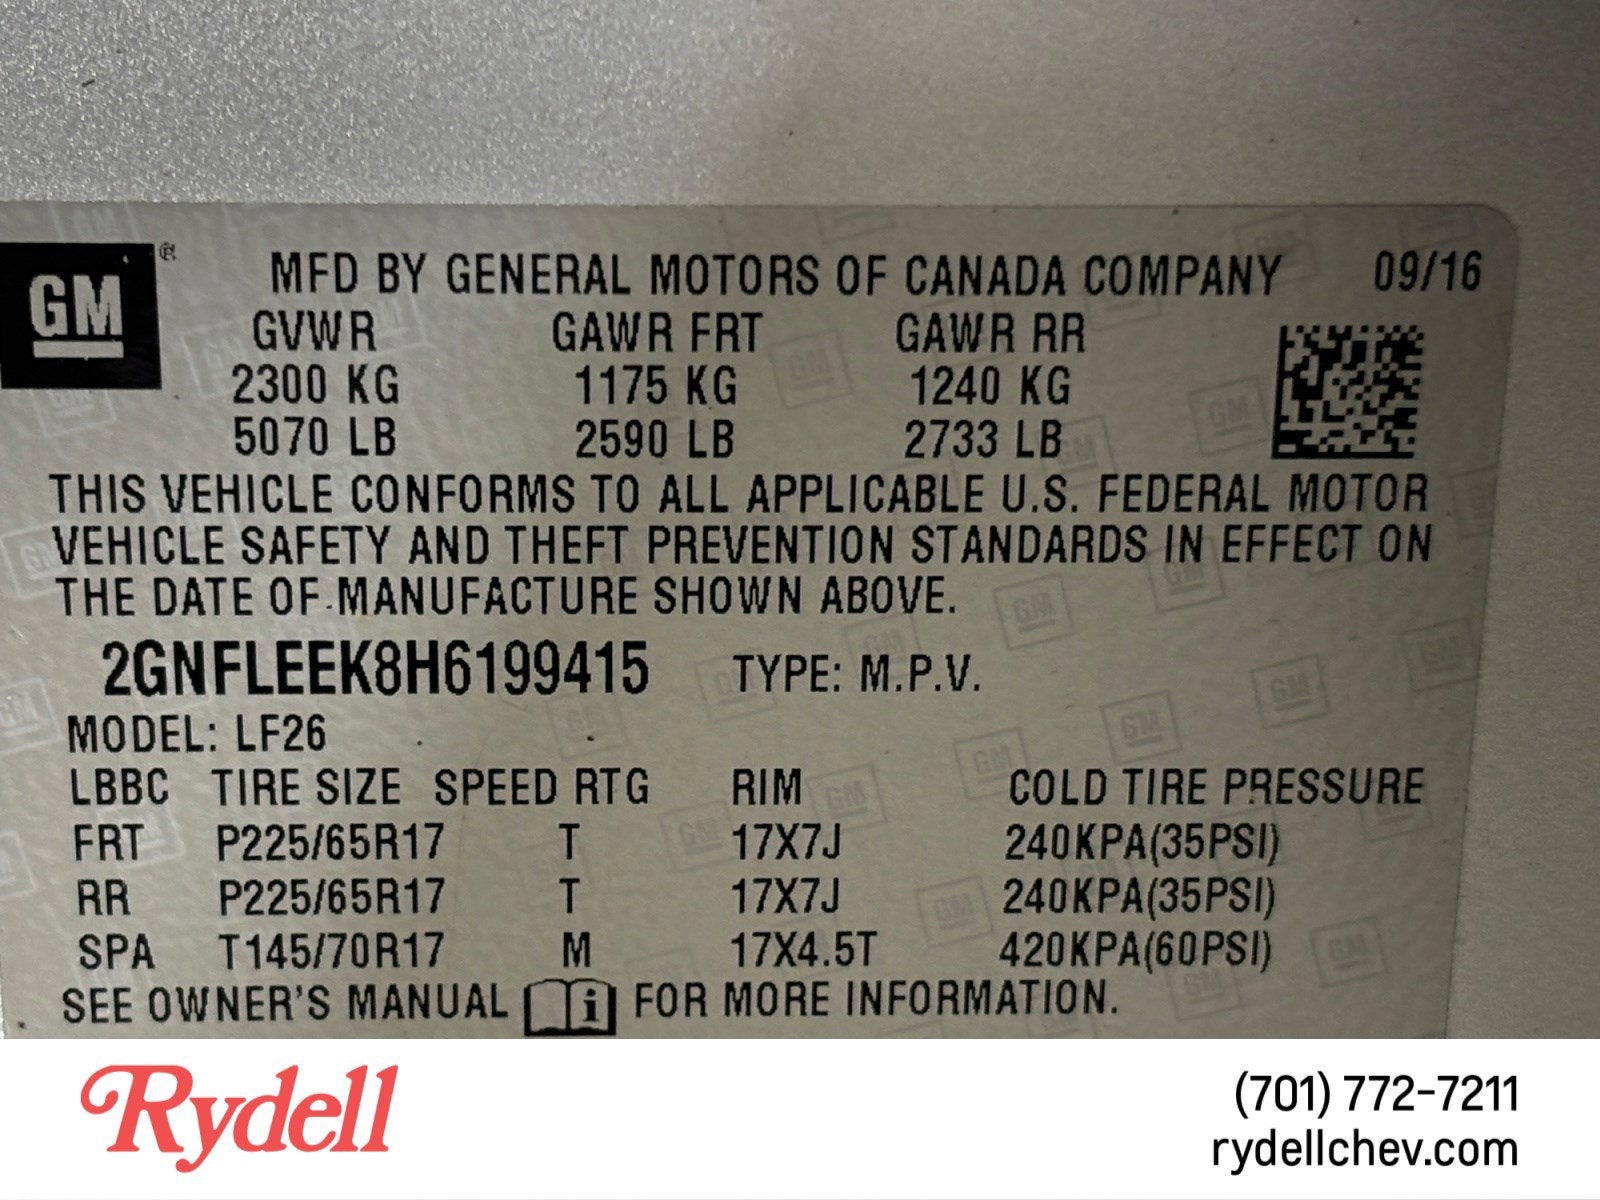 GM ®
MFD BY GENERAL MOTORS OF CANADA COMPANY 09/16
GVWR GAWR FRT GAWR RR
2300 KG 1175 KG 1240 KG
5070 LB 2590 LB 2733 LB
THIS VEHICLE CONFORMS TO ALL APPLICABLE U.S. FEDERAL MOTOR
VEHICLE SAFETY AND THEFT PREVENTION STANDARDS IN EFFECT ON
THE DATE OF MANUFACTURE SHOWN ABOVE.
2GNFLEEK8H6199415 TYPE: M.P.V.
MODEL: LF26
LBBC TIRE SIZE SPEED RTG RIM COLD TIRE PRESSURE
FRT P225/65R17 T 17X7J 240KPA(35PSI)
RR P225/65R17 T 17X7J 240KPA(35PSI)
SPA T145/70R17 M 17X4.5T 420KPA(60PSI)
SEE OWNER'S MANUAL i FOR MORE INFORMATION.
Rydell
(701) 772-7211
rydellchev.com